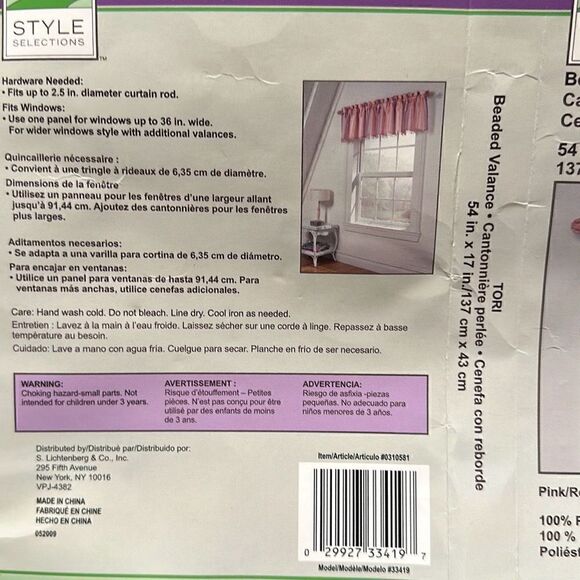 STYLE
SELECTIONS
TM
Hardware Needed:
• Fits up to 2.5 in. diameter curtain rod.
Fits Windows:
• Use one panel for windows up to 36 in. wide.
For wider windows style with additional valances.
Quincaillerie nécessaire :
• Convient à une tringle à rideaux de 6,35 cm de diamètre.
Dimensions de la fenêtre
• Utilisez un panneau pour les fenêtres d'une largeur allant
jusqu'à 91,44 cm. Ajoutez des cantonnières pour les fenêtres
plus larges.
Aditamentos necesarios:
• Se adapta a una varilla para cortina de 6,35 cm de diámetro.
Para encajar en ventanas:
• Utilice un panel para ventanas de hasta 91,44 cm. Para
ventanas más anchas, utilice cenefas adicionales.
Care: Hand wash cold. Do not bleach. Line dry. Cool iron as needed.
Entretien : Lavez à la main à l'eau froide. Laissez sécher sur une corde à linge. Repassez à basse
température au besoin.
Cuidado: Lave a mano con agua fría. Cuelgue para secar. Planche en frío de ser necesario.
WARNING:
Choking hazard-small parts. Not
intended for children under 3 years.
AVERTISSEMENT :
Risque d'étouffement – Petites
pièces. N'est pas conçu pour être
utilisé par des enfants de moins
de 3 ans.
ADVERTENCIA:
Riesgo de asfixia -piezas
pequeñas. No adecuado para
niños menores de 3 años.
Distributed by/Distribué par/Distribuido por:
S. Lichtenberg & Co., Inc.
295 Fifth Avenue
New York, NY 10016
VPJ-4382
MADE IN CHINA
FABRIQUÉ EN CHINE
HECHO EN CHINA
052009
Item/Article/Artículo #0310581
0 29927 33419 7
Model/Modèle/Modelo #33419
TORI
Beaded Valance • Cantonnière perlée • Cenefa con reborde
54 in. x 17 in./137 cm x 43 cm
Be
Ca
Ce
54
137
Pink/R
100% P
100 %
Poliést